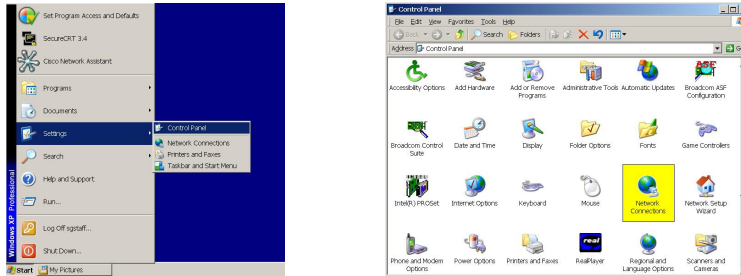 Set Program Access and Defaults
SecureCRT 3.4
Cisco Network Assistant
Programs
Documents
Settings
Search
Help and Support
Run...
Log Off sgstaff...
Shut Down...
Windows XP Professional
Control Panel
Network Connections
Printers and Faxes
Taskbar and Start Menu
Start
My Pictures
Control Panel
File Edit View Favorites Tools Help
Back Search Folders
Address Control Panel G
Accessibility Options Add Hardware Add or Remove Programs Administrative Tools Automatic Updates Broadcom ASF Configuration
Broadcom Control Suite Date and Time Display Folder Options Fonts Game Controllers
Intel(R) PROSet Internet Options Keyboard Mouse Network Connections Network Setup Wizard
real
Phone and Modem Options Power Options Printers and Faxes RealPlayer Regional and Language Options Scanners and Cameras